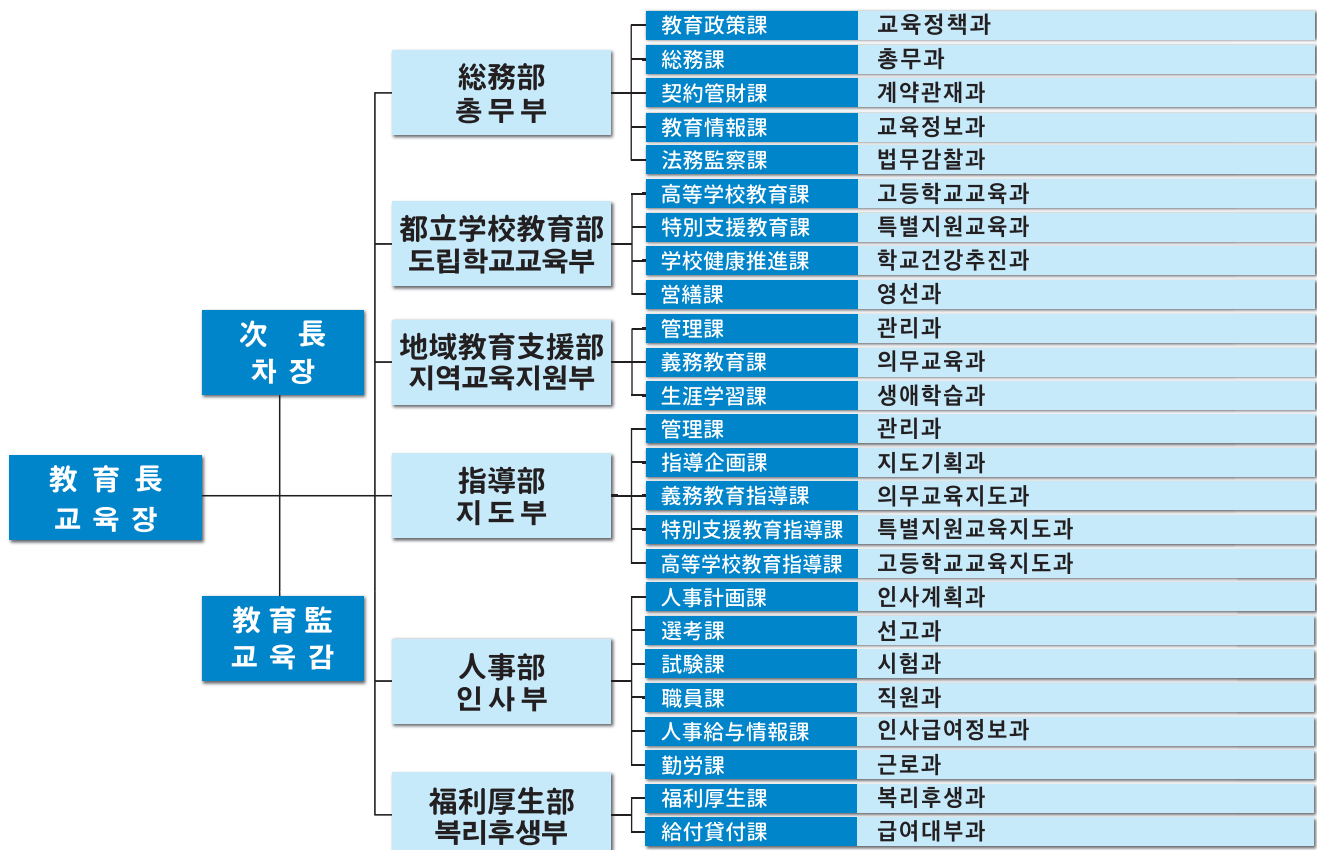 教育長
교육장
次 長
차 장
教育監
교육감
総務部
총무부
教育政策課 교육정책과
総務課 총무과
契約管財課 계약관재과
教育情報課 교육정보과
法務監察課 법무감찰과
都立学校教育部
도립학교교육부
高等学校教育課 고등학교교육과
特別支援教育課 특별지원교육과
学校健康推進課 학교건강추진과
営繕課 영선과
地域教育支援部
지역교육지원부
管理課 관리과
義務教育課 의무교육과
生涯学習課 생애학습과
指導部
지도부
管理課 관리과
指導企画課 지도기획과
義務教育指導課 의무교육지도과
特別支援教育指導課 특별지원교육지도과
高等学校教育指導課 고등학교교육지도과
人事部
인사부
人事計画課 인사계획과
選考課 선고과
試験課 시험과
職員課 직원과
人事給与情報課 인사급여정보과
勤労課 근로과
福利厚生部
복리후생부
福利厚生課 복리후생과
給付貸付課 급여대부과